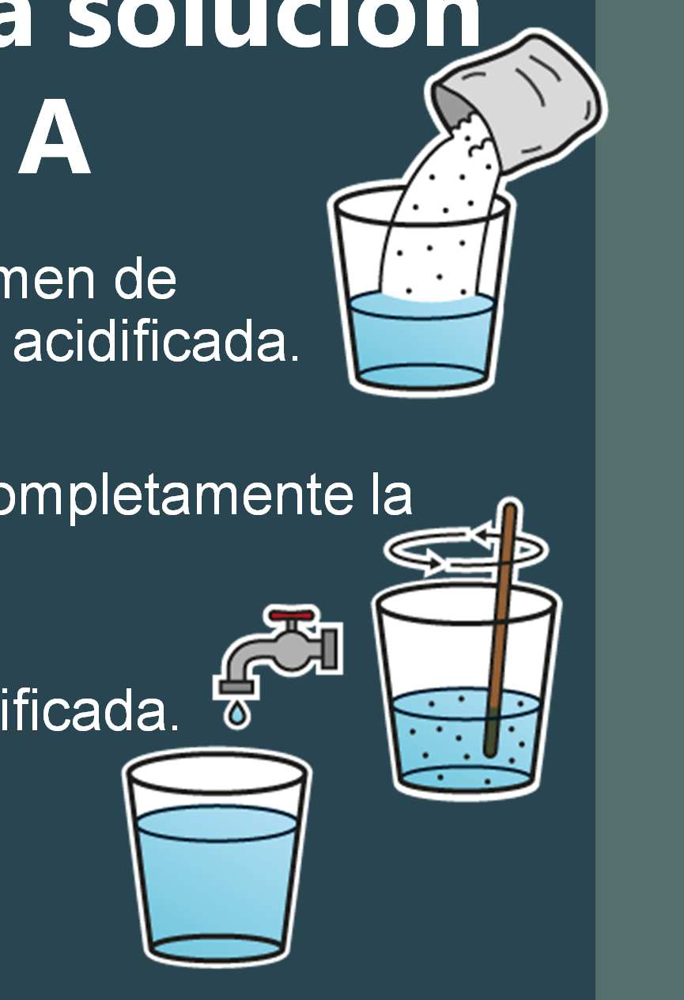 a solución
A
men de
acidificada.
ompletamente la
ificada.